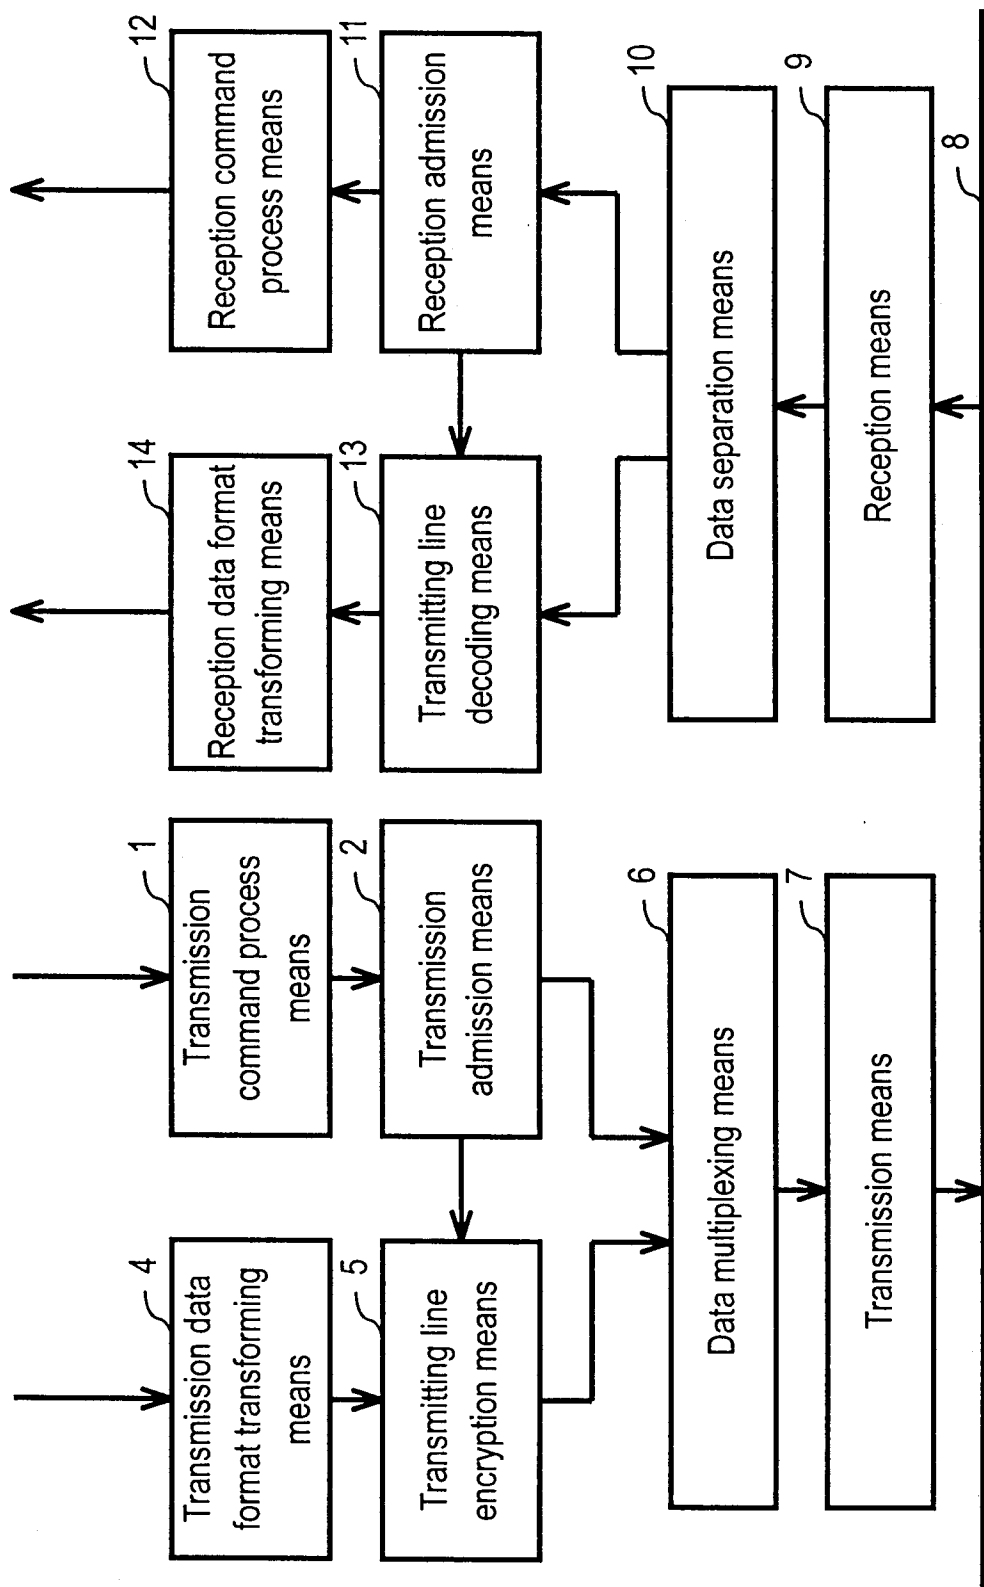 4
Transmission data
format transforming
means
1
Transmission
command process
means
14
Reception data format
transforming means
12
Reception command
process means
5
Transmitting line
encryption means
2
Transmission
admission means
13
Transmitting line
decoding means
11
Reception admission
means
6
Data multiplexing means
10
Data separation means
7
Transmission means
9
Reception means
8